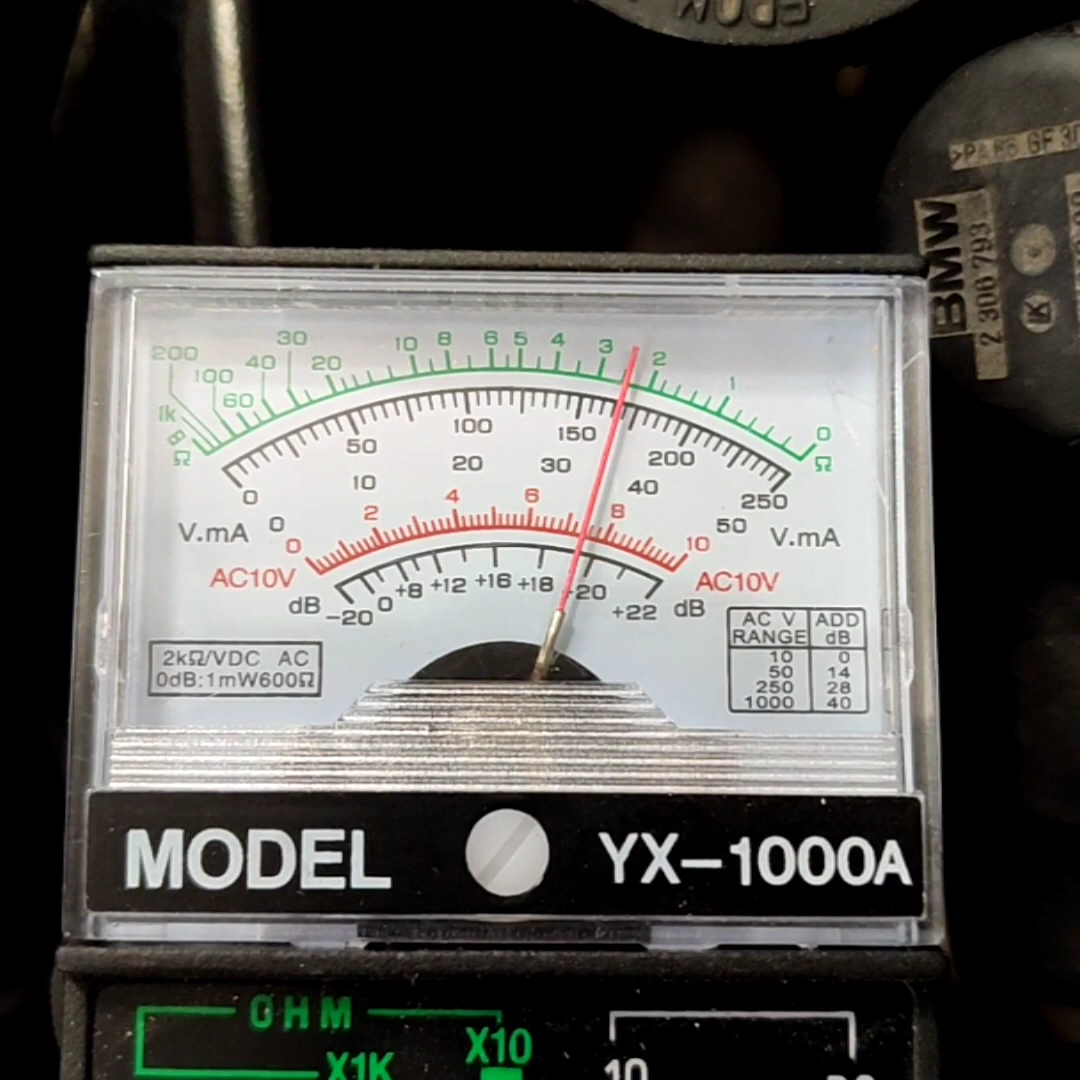 >PA66 GF30
BMW
2 306 793
200 100 60 40 30 20 10 8 6 5 4 3 2 1 0
1k
∞
Ω Ω
0 50 100 150 200 250
0 10 20 30 40 50
V.mA V.mA
0 2 4 6 8 10
AC10V AC10V
dB -20 0 +8 +12 +16 +18 +20 +22 dB
2kΩ/VDC AC
0dB:1mW600Ω
AC V ADD
RANGE dB
10 0
50 14
250 28
1000 40
MODEL YX-1000A
OHM
X1K X10
10